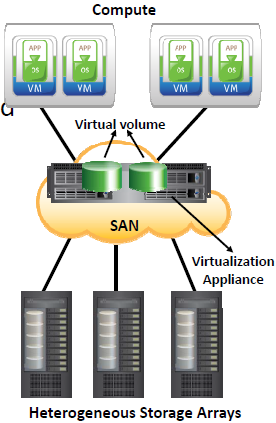 Compute
APP
OS
VM
APP
OS
VM
APP
OS
VM
APP
OS
VM
Virtual volume
SAN
Virtualization
Appliance
Heterogeneous Storage Arrays